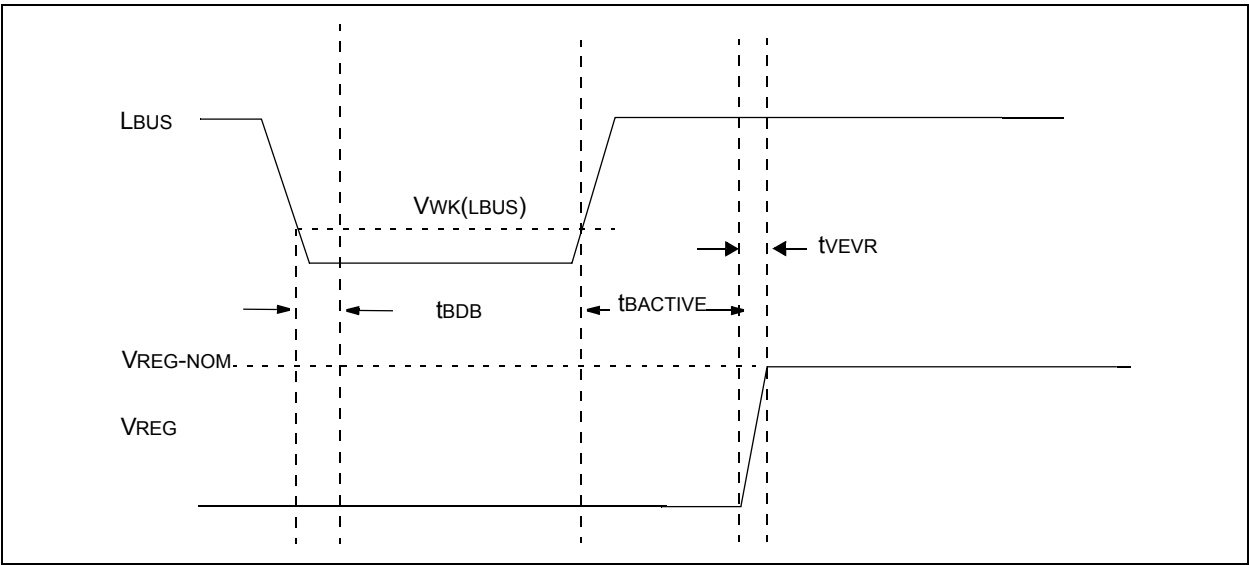 LBUS
VWK(LBUS)
tVEVR
tBDB
tBACTIVE
VREG-NOM
VREG